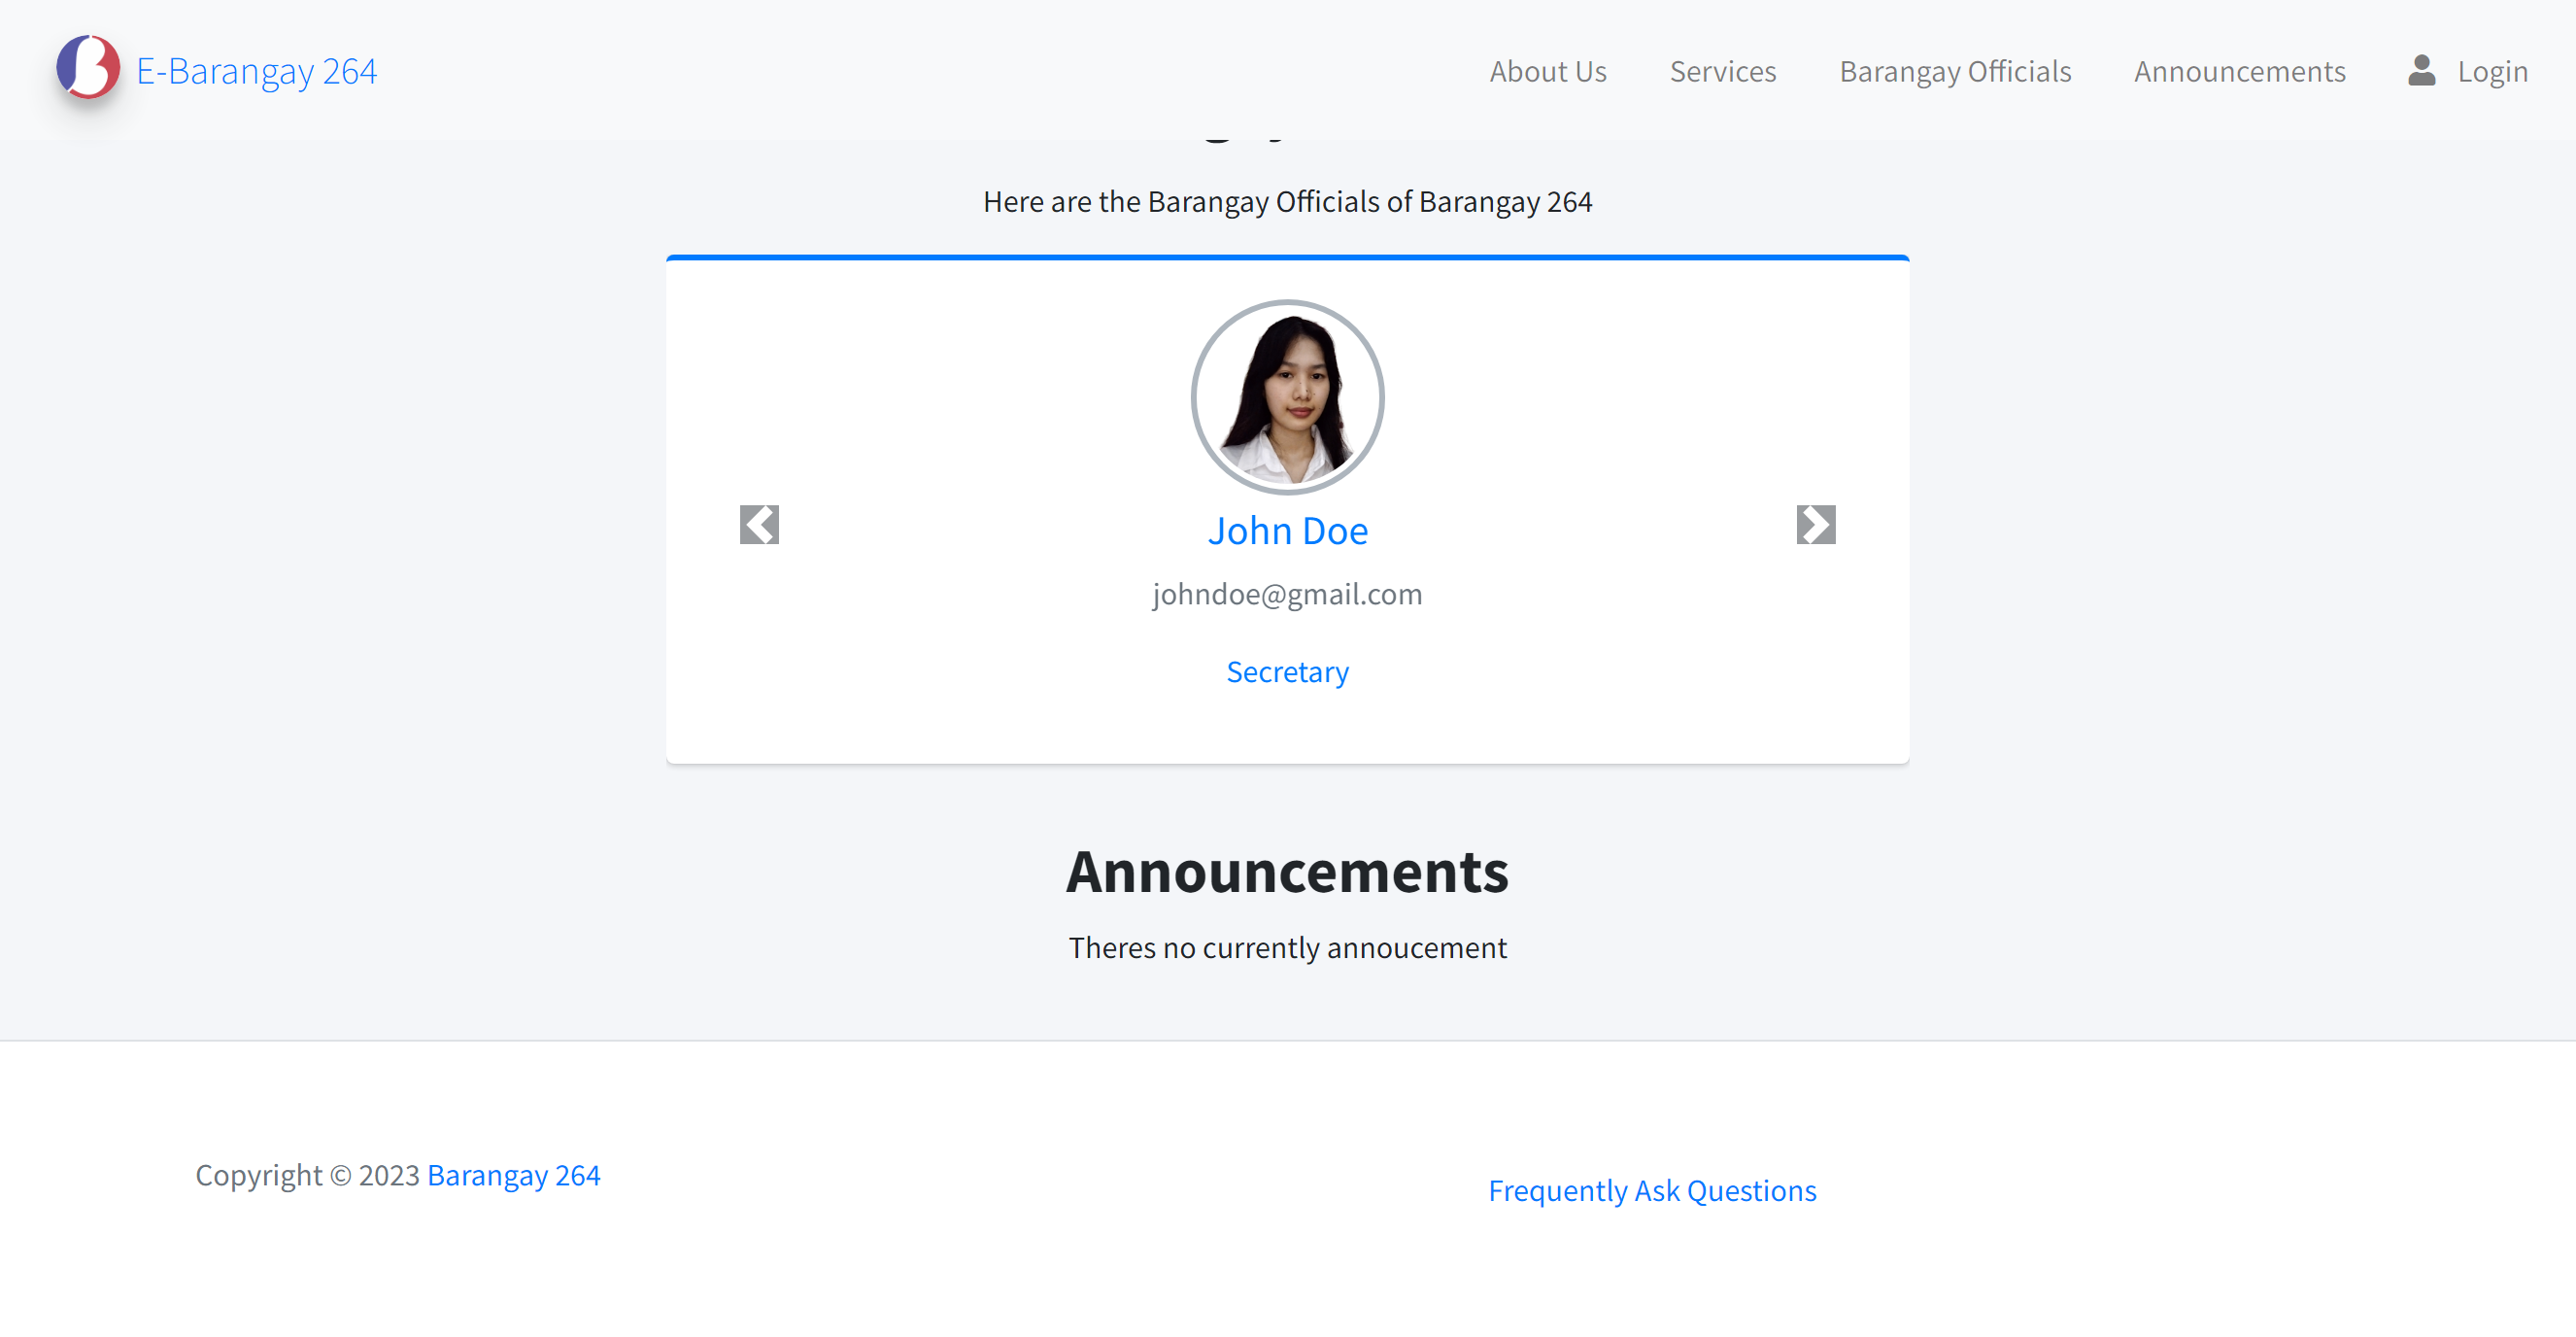 E-Barangay 264
About Us
Services
Barangay Officials
Announcements
Login
Here are the Barangay Officials of Barangay 264
John Doe
johndoe@gmail.com
Secretary
Announcements
Theres no currently annoucement
Copyright © 2023 Barangay 264
Frequently Ask Questions